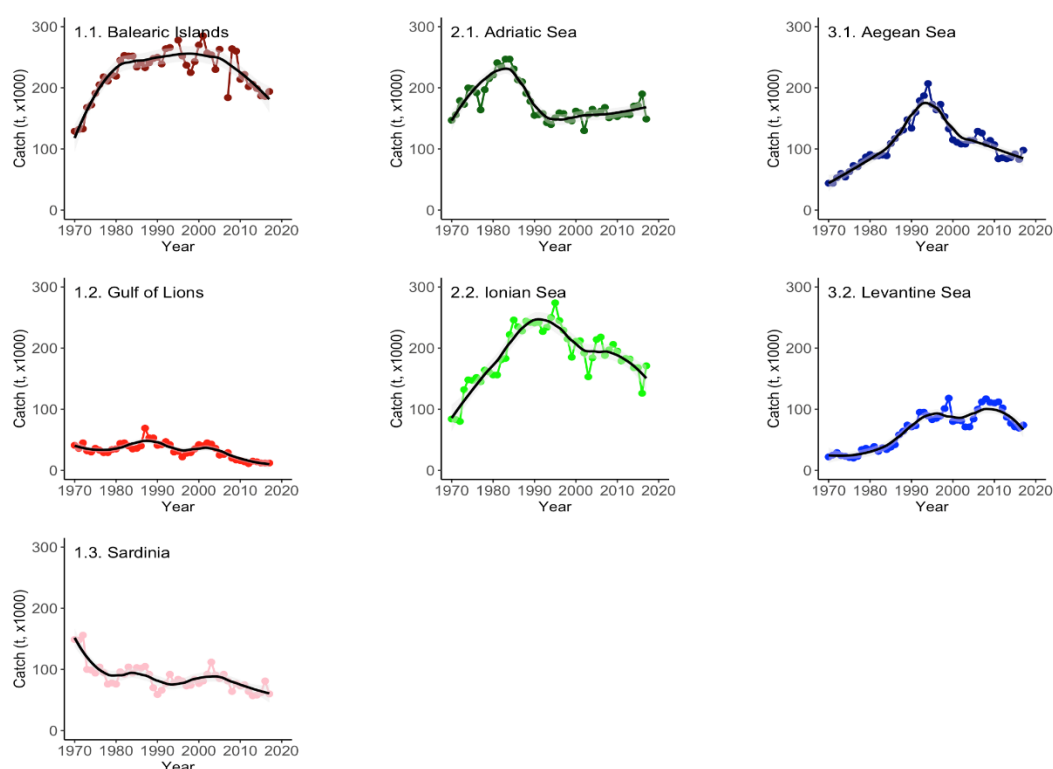 1.1. Balearic Islands
Catch (t, x1000)
300
200
100
0
1970 1980 1990 2000 2010 2020
Year
2.1. Adriatic Sea
Catch (t, x1000)
300
200
100
0
1970 1980 1990 2000 2010 2020
Year
3.1. Aegean Sea
Catch (t, x1000)
300
200
100
0
1970 1980 1990 2000 2010 2020
Year
1.2. Gulf of Lions
Catch (t, x1000)
300
200
100
0
1970 1980 1990 2000 2010 2020
Year
2.2. Ionian Sea
Catch (t, x1000)
300
200
100
0
1970 1980 1990 2000 2010 2020
Year
3.2. Levantine Sea
Catch (t, x1000)
300
200
100
0
1970 1980 1990 2000 2010 2020
Year
1.3. Sardinia
Catch (t, x1000)
300
200
100
0
1970 1980 1990 2000 2010 2020
Year